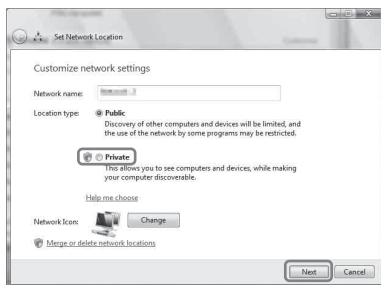 Set Network Location
Customize network settings
Network name:
Location type:
Public
Discovery of other computers and devices will be limited, and
the use of the network by some programs may be restricted.
Private
This allows you to see computers and devices, while making
your computer discoverable.
Help me choose
Network Icon:
Change
Merge or delete network locations
Next
Cancel